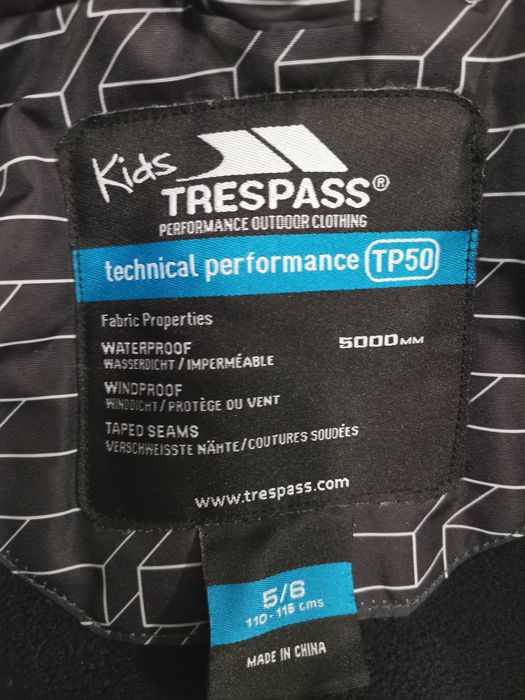 Kids
TRESPASS®
PERFORMANCE OUTDOOR CLOTHING
technical performance TP50
Fabric Properties
WATERPROOF 5000MM
WASSERDICHT / IMPERMÉABLE
WINDPROOF
WINDDICHT / PROTÈGE DU VENT
TAPED SEAMS
VERSCHWEISSTE NÄHTE/COUTURES SOUDÉES
www.trespass.com
5/6
110-116 cms
MADE IN CHINA